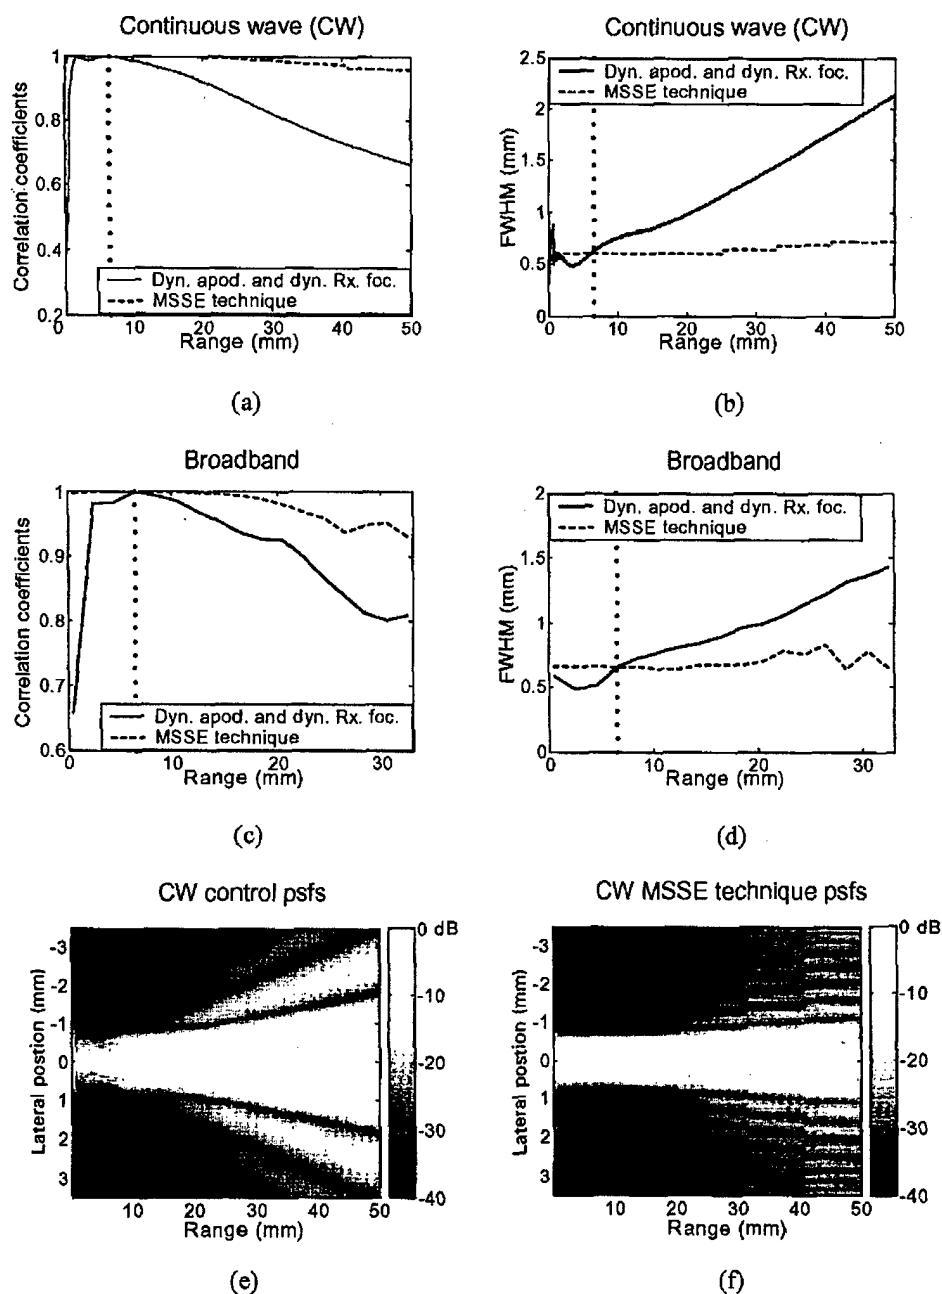 Continuous wave (CW)
1
0.8
0.6
0.4
0.2
Correlation coefficients
Dyn. apod. and dyn. Rx. foc.
MSSE technique
0 10 20 30 40 50
Range (mm)
(a)
Continuous wave (CW)
2.5
2
1.5
1
0.5
0
FWHM (mm)
Dyn. apod. and dyn. Rx. foc.
MSSE technique
0 10 20 30 40 50
Range (mm)
(b)
Broadband
1
0.9
0.8
0.7
0.6
Correlation coefficients
Dyn. apod. and dyn. Rx. foc.
MSSE technique
0 10 20 30
Range (mm)
(c)
Broadband
2
1.5
1
0.5
0
FWHM (mm)
Dyn. apod. and dyn. Rx. foc.
MSSE technique
0 10 20 30
Range (mm)
(d)
CW control psfs
-3
-2
-1
0
1
2
3
Lateral postion (mm)
10 20 30 40 50
Range (mm)
0 dB
-10
-20
-30
-40
(e)
CW MSSE technique psfs
-3
-2
-1
0
1
2
3
Lateral postion (mm)
10 20 30 40 50
Range (mm)
0 dB
-10
-20
-30
-40
(f)